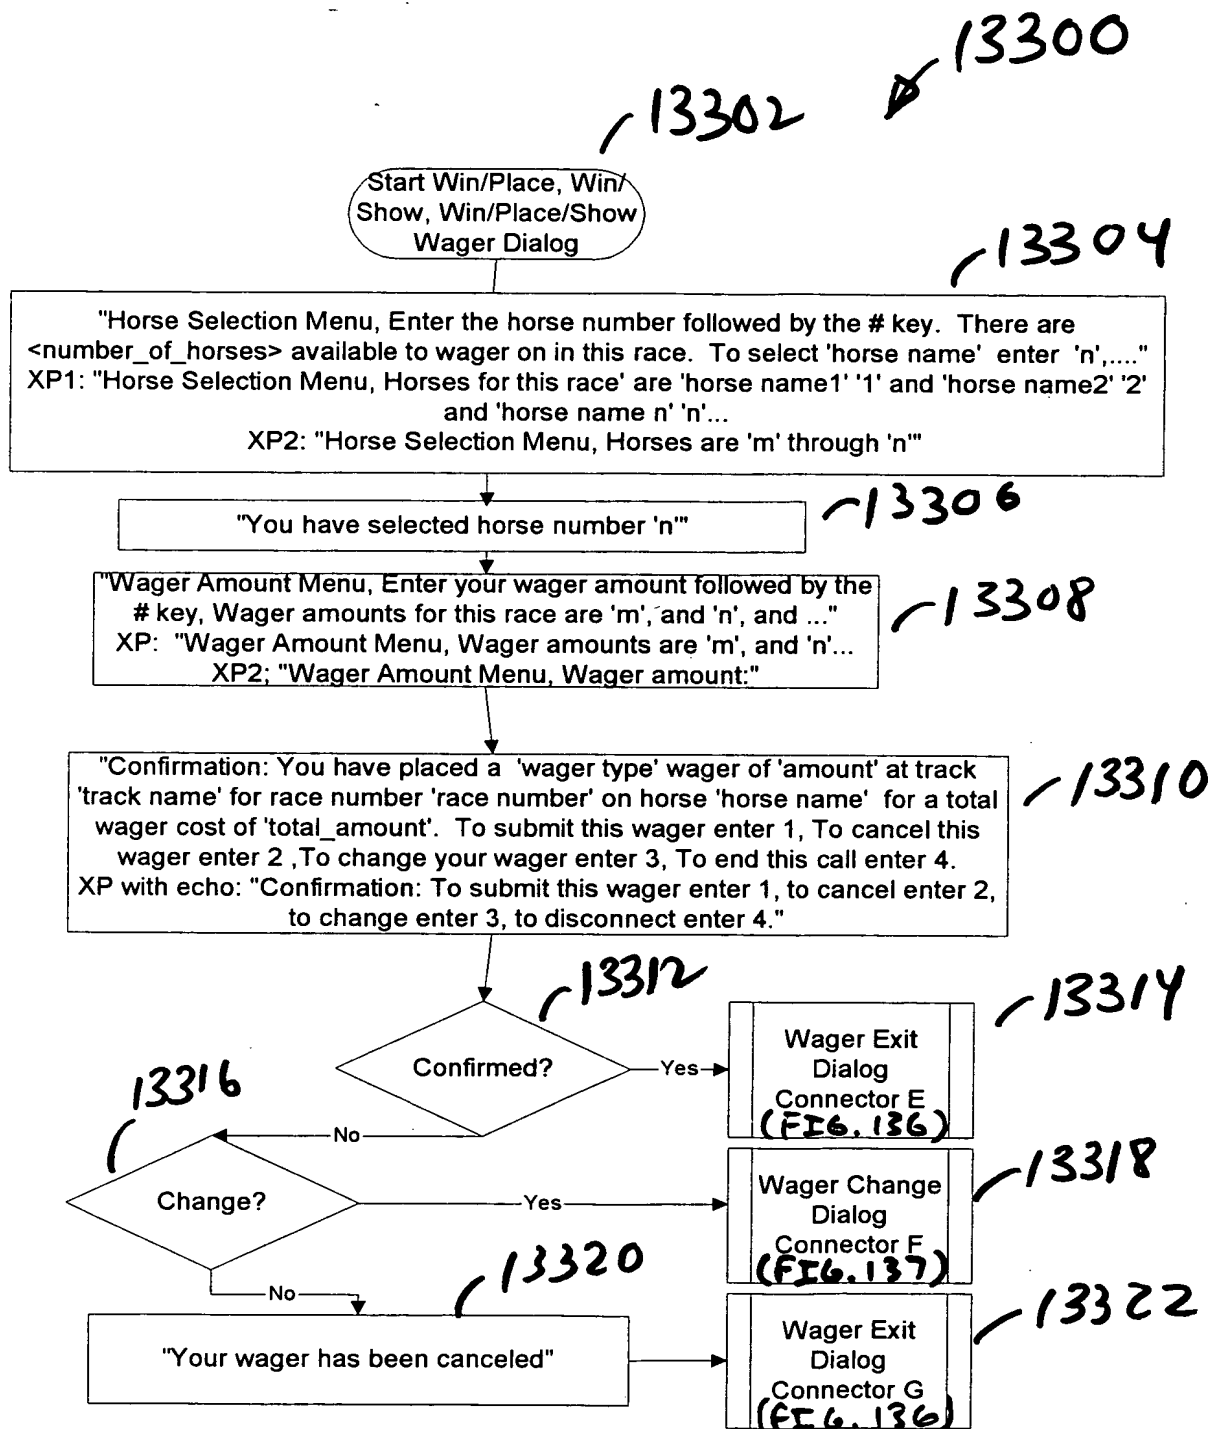 13300
13302
Start Win/Place, Win/
Show, Win/Place/Show
Wager Dialog
13304
"Horse Selection Menu, Enter the horse number followed by the # key.  There are
<number_of_horses> available to wager on in this race.  To select 'horse name'  enter  'n',...."
XP1: "Horse Selection Menu, Horses for this race' are 'horse name1' '1' and 'horse name2' '2'
and 'horse name n' 'n'...
XP2: "Horse Selection Menu, Horses are 'm' through 'n'"
13306
"You have selected horse number 'n'"
13308
"Wager Amount Menu, Enter your wager amount followed by the
# key, Wager amounts for this race are 'm', and 'n', and ..."
XP:  "Wager Amount Menu, Wager amounts are 'm', and 'n'...
XP2; "Wager Amount Menu, Wager amount:"
13310
"Confirmation: You have placed a  'wager type' wager of 'amount' at track
'track name' for race number 'race number' on horse 'horse name'  for a total
wager cost of 'total_amount'.  To submit this wager enter 1, To cancel this
wager enter 2 ,To change your wager enter 3, To end this call enter 4.
XP with echo: "Confirmation: To submit this wager enter 1, to cancel enter 2,
to change enter 3, to disconnect enter 4."
13312
Confirmed?
Yes
13314
Wager Exit
Dialog
Connector E
(FIG. 136)
No
13316
Change?
Yes
13318
Wager Change
Dialog
Connector F
(FIG. 137)
No
13320
"Your wager has been canceled"
13322
Wager Exit
Dialog
Connector G
(FIG. 136)